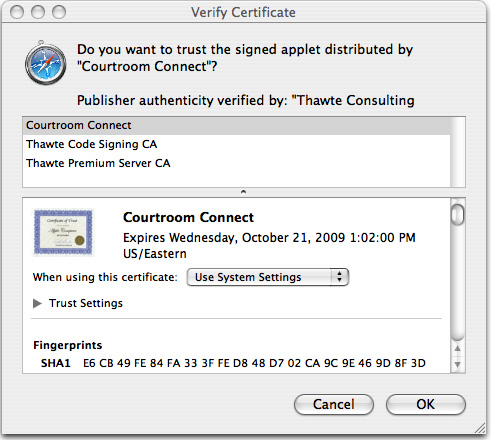 Verify Certificate
Do you want to trust the signed applet distributed by
"Courtroom Connect"?
Publisher authenticity verified by: "Thawte Consulting
Courtroom Connect
Thawte Code Signing CA
Thawte Premium Server CA
Courtroom Connect
Expires Wednesday, October 21, 2009 1:02:00 PM
US/Eastern
When using this certificate: Use System Settings
Trust Settings
Fingerprints
SHA1 E6 CB 49 FE 84 FA 33 3F FE D8 48 D7 02 CA 9C 9E 46 9D 8F 3D
Cancel OK